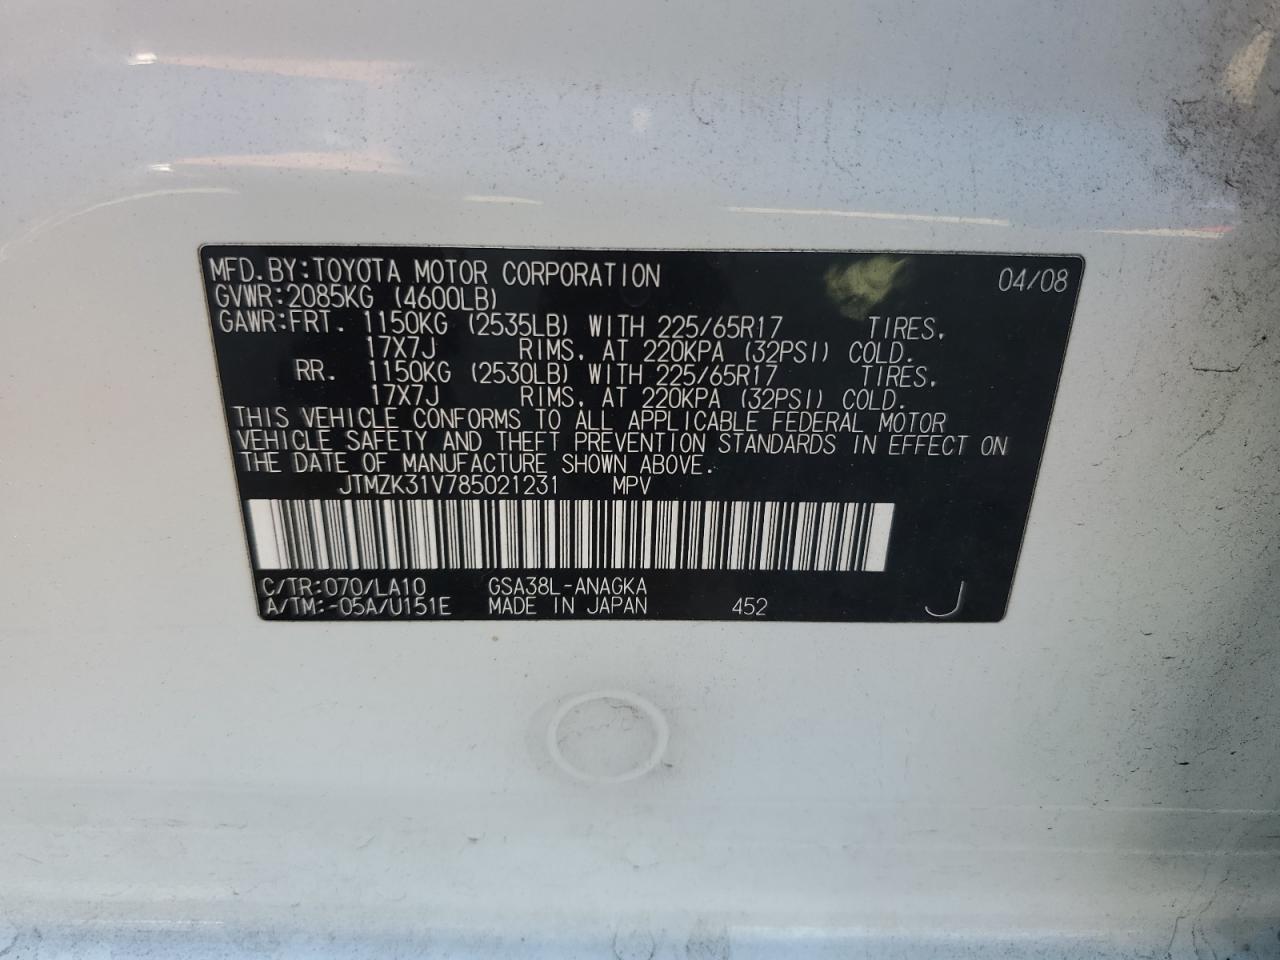 MFD.BY:TOYOTA MOTOR CORPORATION 04/08
GVWR:2085KG (4600LB)
GAWR:FRT. 1150KG (2535LB) WITH 225/65R17 TIRES,
17X7J RIMS, AT 220KPA (32PSI) COLD.
RR. 1150KG (2530LB) WITH 225/65R17 TIRES,
17X7J RIMS, AT 220KPA (32PSI) COLD.
THIS VEHICLE CONFORMS TO ALL APPLICABLE FEDERAL MOTOR
VEHICLE SAFETY AND THEFT PREVENTION STANDARDS IN EFFECT ON
THE DATE OF MANUFACTURE SHOWN ABOVE.
JTMZK31V785021231 MPV
C/TR:070/LA10 GSA38L-ANAGKA
A/TM:-05A/U151E MADE IN JAPAN 452 J